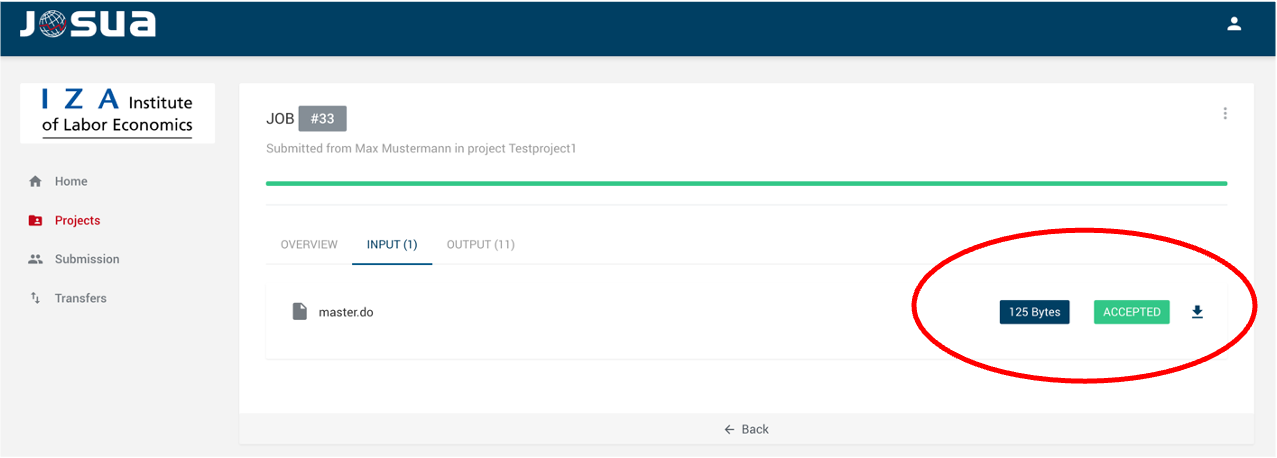 JOSUA
IZA Institute
of Labor Economics
Home
Projects
Submission
Transfers
JOB #33
Submitted from Max Mustermann in project Testproject1
OVERVIEW INPUT (1) OUTPUT (11)
master.do 125 Bytes ACCEPTED
Back